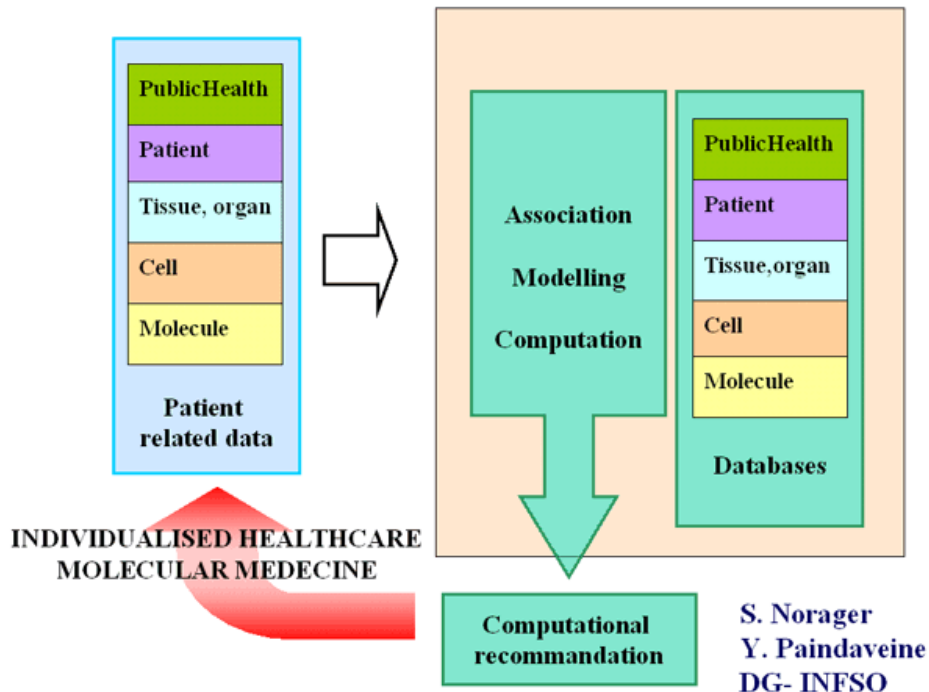 PublicHealth
Patient
Tissue, organ
Cell
Molecule
Patient
related data
Association
Modelling
Computation
PublicHealth
Patient
Tissue,organ
Cell
Molecule
Databases
INDIVIDUALISED HEALTHCARE
MOLECULAR MEDECINE
Computational
recommandation
S. Norager
Y. Paindaveine
DG- INFSO